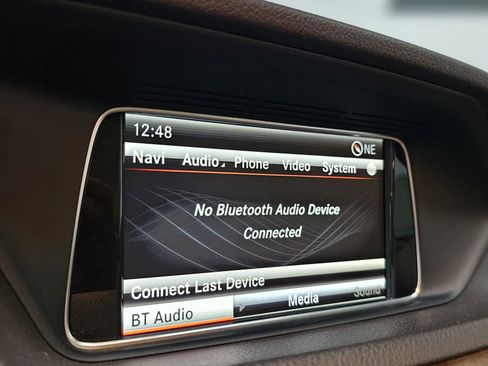 12:48 NE
Navi Audio Phone Video System
No Bluetooth Audio Device
Connected
Connect Last Device
BT Audio Media Sound